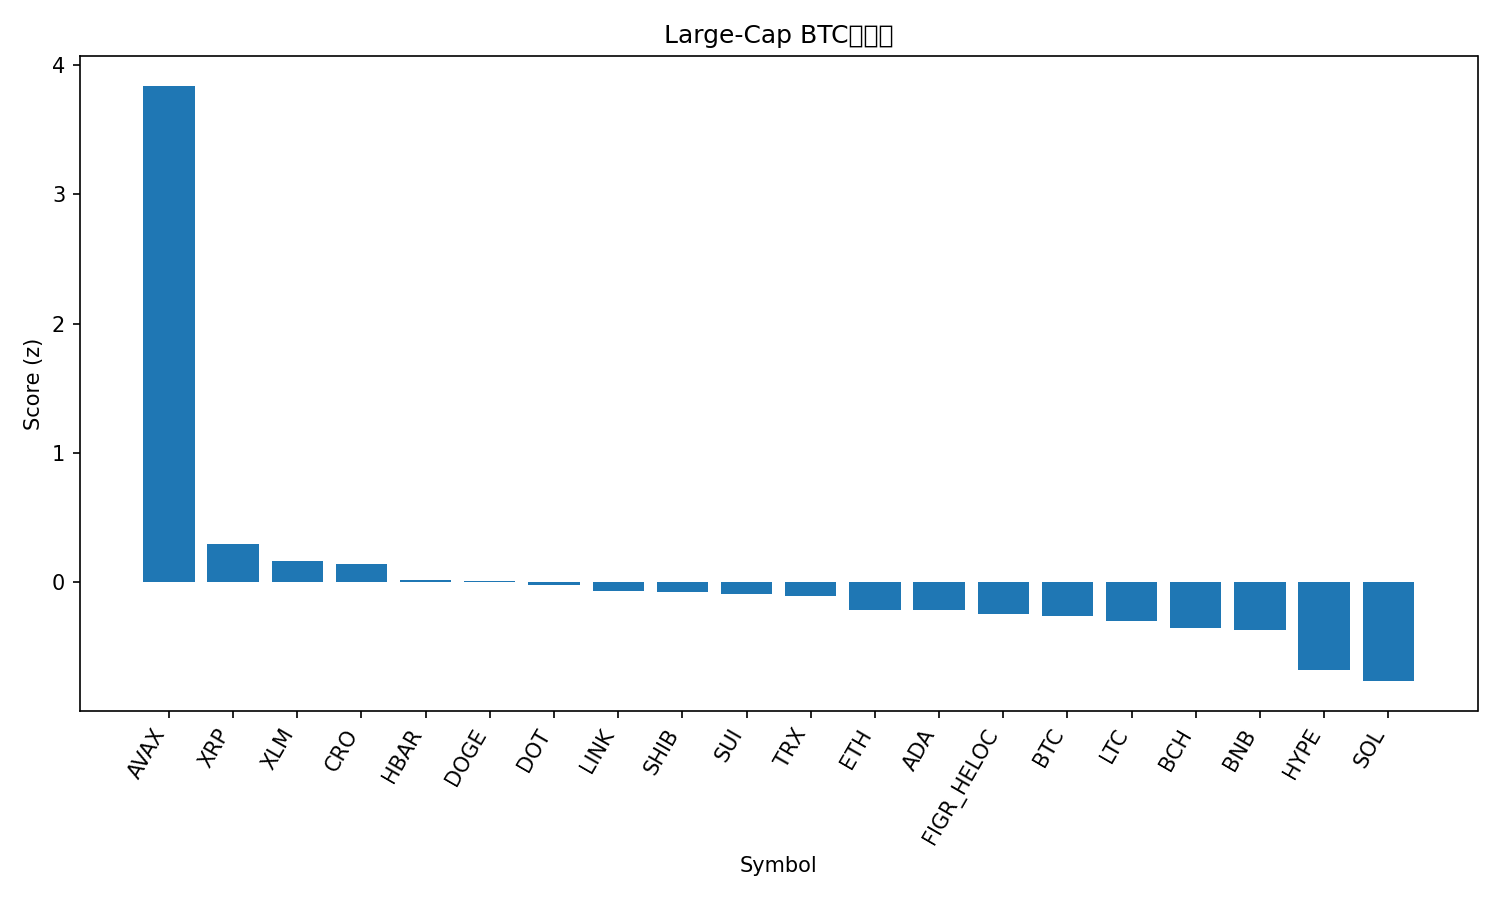 Large-Cap BTC
4
3
2
1
0
Score (z)
AVAX
XRP
XLM
CRO
HBAR
DOGE
DOT
LINK
SHIB
SUI
TRX
ETH
ADA
FIGR_HELOC
BTC
LTC
BCH
BNB
HYPE
SOL
Symbol